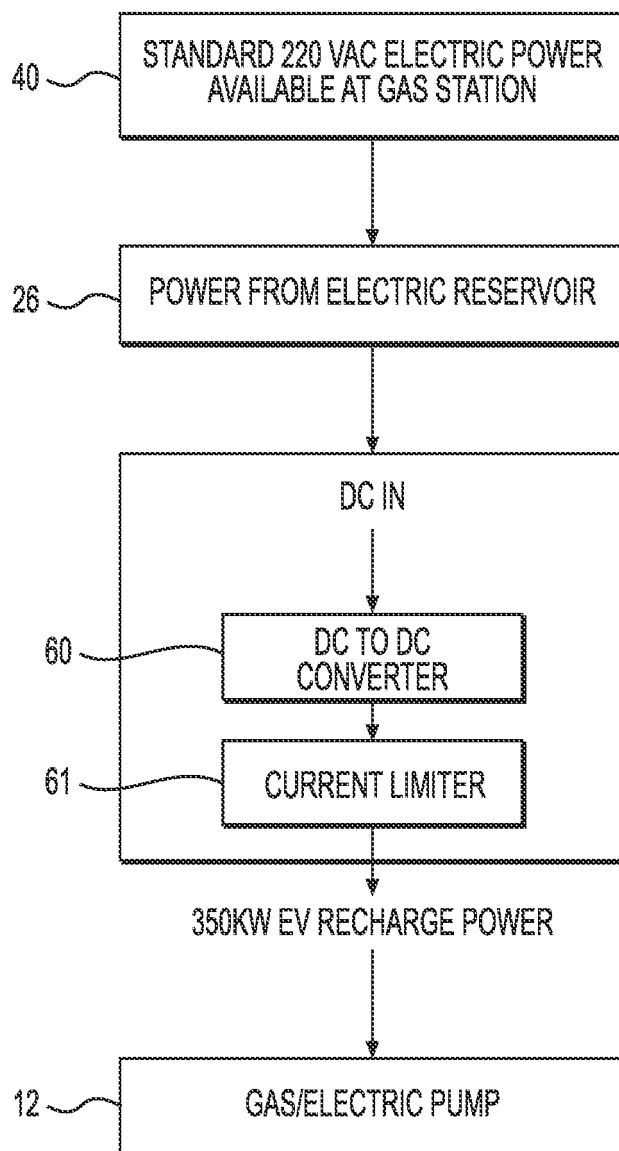 STANDARD 220 VAC ELECTRIC POWER
AVAILABLE AT GAS STATION
40
POWER FROM ELECTRIC RESERVOIR
26
DC IN
DC TO DC
CONVERTER
60
CURRENT LIMITER
61
350KW EV RECHARGE POWER
GAS/ELECTRIC PUMP
12